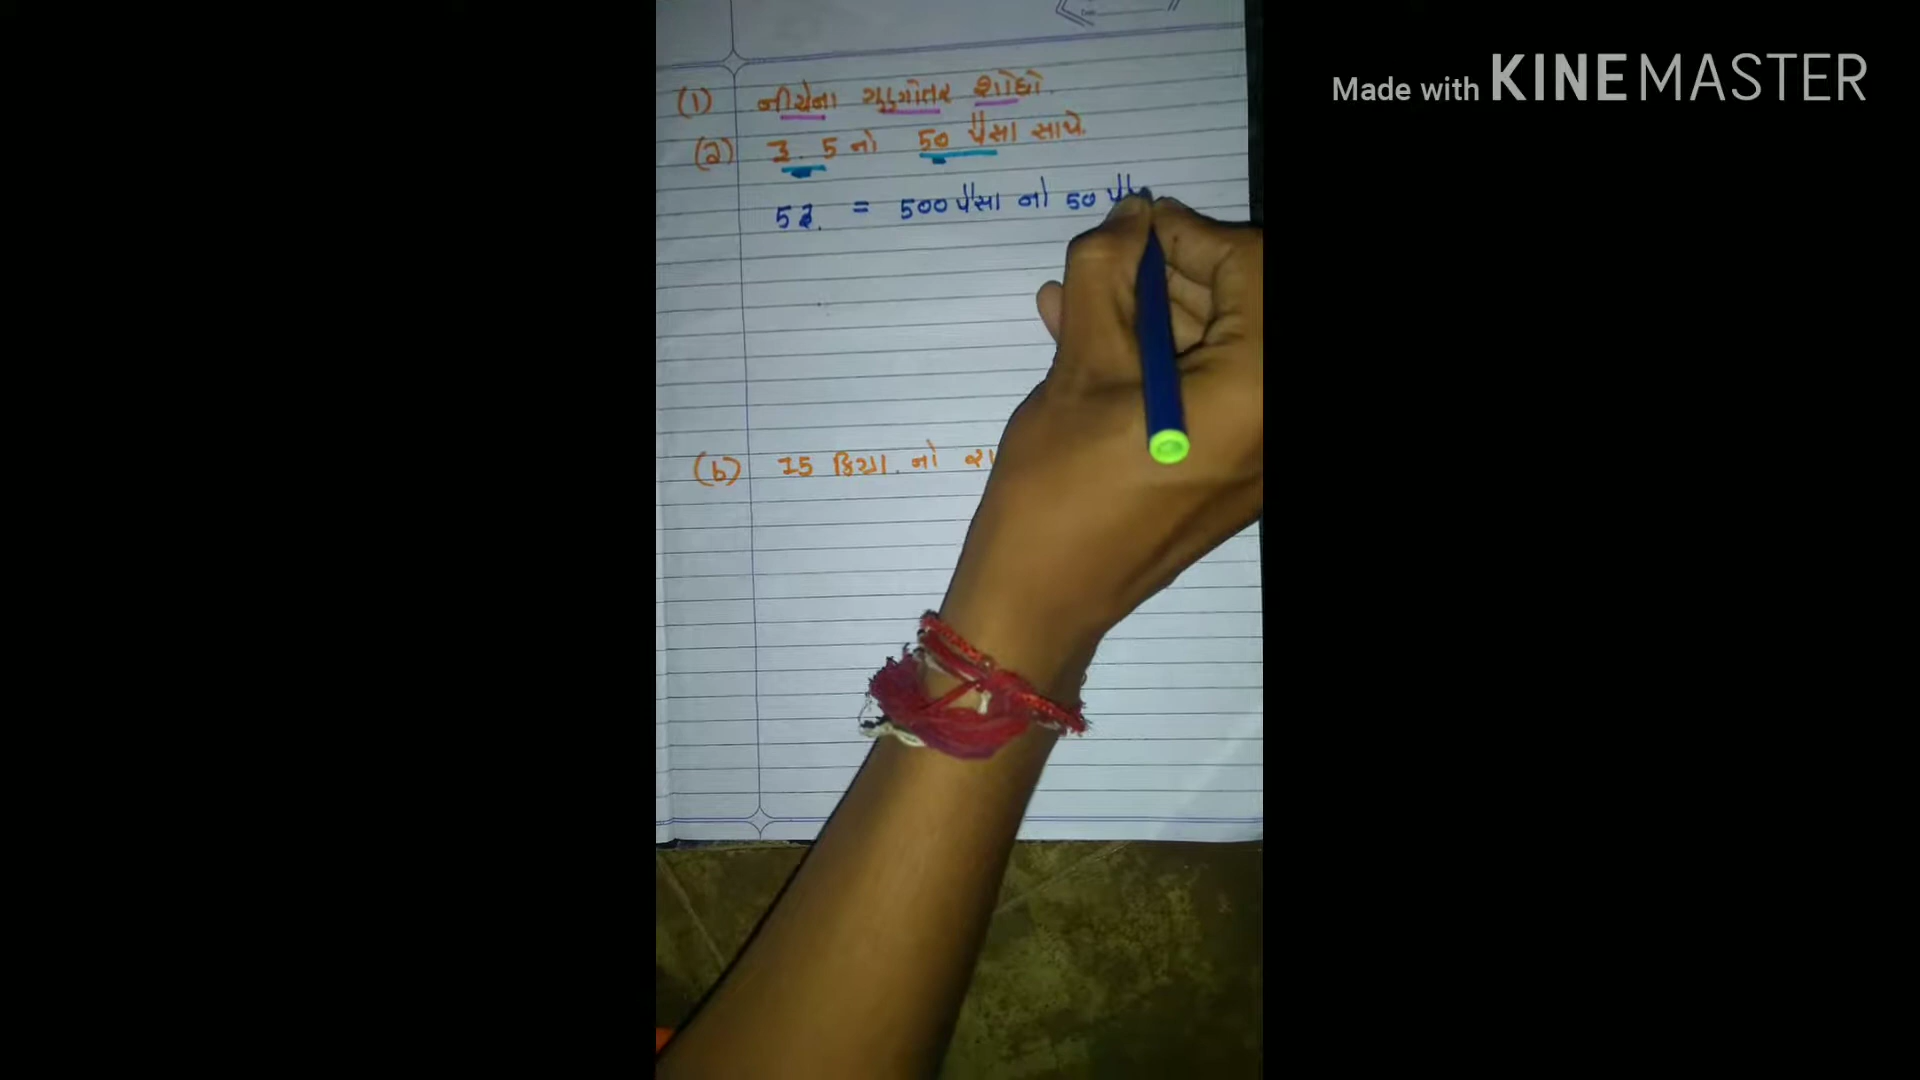 Made with KINEMASTER
(1) નીચેના ગુણોતર શોધો.
(a) રૂ. 5 નો 50 પૈસા સાથે.
5 રૂ. = 500 પૈસા નો 50
(b) 15 કિગ્રા. નો